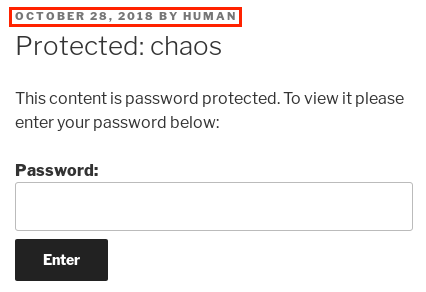 OCTOBER 28, 2018 BY HUMAN
Protected: chaos
This content is password protected. To view it please
enter your password below:
Password:
Enter